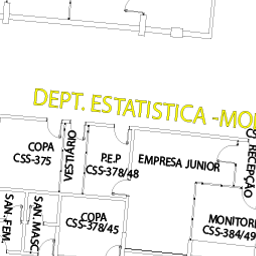 DEPT. ESTATISTICA -MO
COPA
CSS-375
VESTIÁRIO
P.E.P
CSS-378/48
EMPRESA JUNIOR
RECEPÇÃO
SAN. FEM.
SAN. MASC.
COPA
CSS-378/45
MONITORI
CSS-384/49